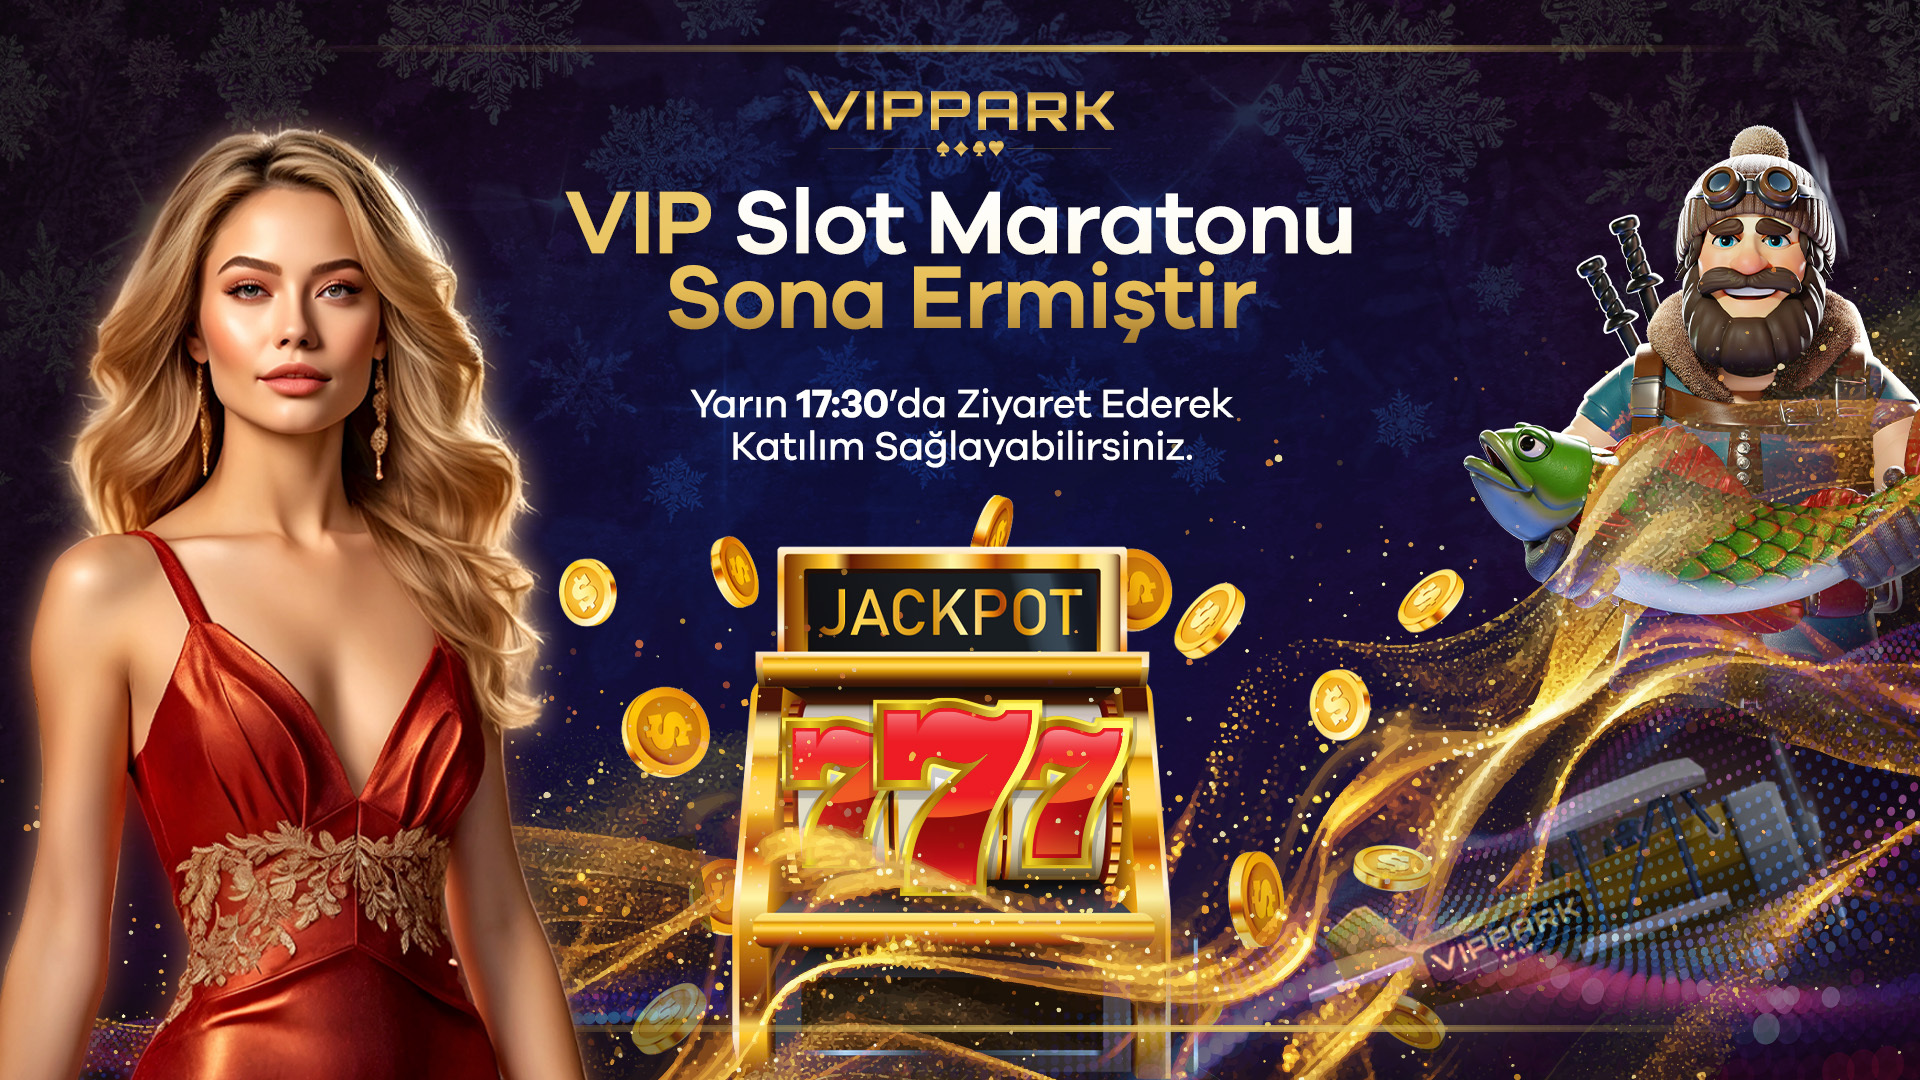 VIPPARK
VIP Slot Maratonu
Sona Ermiştir
Yarın 17:30'da Ziyaret Ederek
Katılım Sağlayabilirsiniz.
JACKPOT
777
VIPPARK